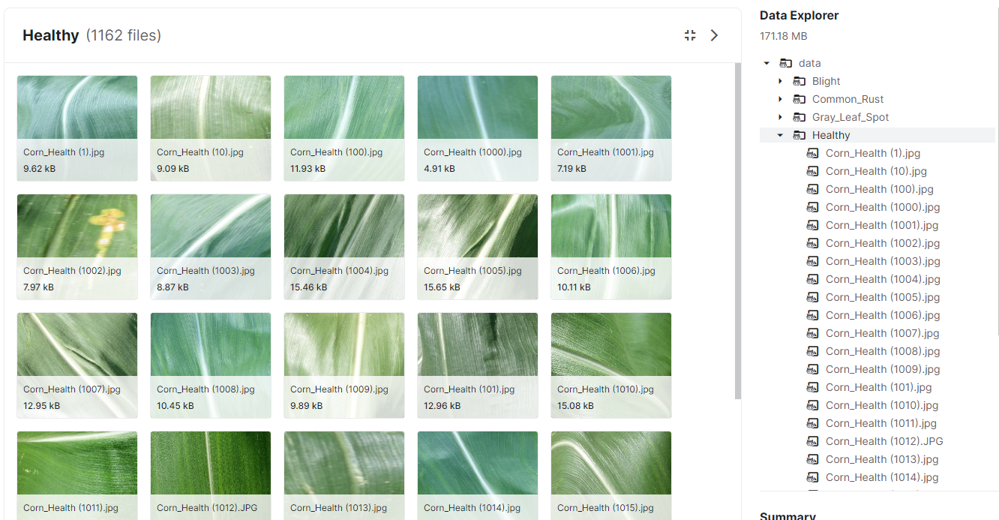 Healthy (1162 files)
Corn_Health (1).jpg
9.62 kB
Corn_Health (10).jpg
9.09 kB
Corn_Health (100).jpg
11.93 kB
Corn_Health (1000).jpg
4.91 kB
Corn_Health (1001).jpg
7.19 kB
Corn_Health (1002).jpg
7.97 kB
Corn_Health (1003).jpg
8.87 kB
Corn_Health (1004).jpg
15.46 kB
Corn_Health (1005).jpg
15.65 kB
Corn_Health (1006).jpg
10.11 kB
Corn_Health (1007).jpg
12.95 kB
Corn_Health (1008).jpg
10.45 kB
Corn_Health (1009).jpg
9.89 kB
Corn_Health (101).jpg
12.96 kB
Corn_Health (1010).jpg
15.08 kB
Corn_Health (1011).jpg
Corn_Health (1012).JPG
Corn_Health (1013).jpg
Corn_Health (1014).jpg
Corn_Health (1015).jpg
Data Explorer
171.18 MB
data
Blight
Common_Rust
Gray_Leaf_Spot
Healthy
Corn_Health (1).jpg
Corn_Health (10).jpg
Corn_Health (100).jpg
Corn_Health (1000).jpg
Corn_Health (1001).jpg
Corn_Health (1002).jpg
Corn_Health (1003).jpg
Corn_Health (1004).jpg
Corn_Health (1005).jpg
Corn_Health (1006).jpg
Corn_Health (1007).jpg
Corn_Health (1008).jpg
Corn_Health (1009).jpg
Corn_Health (101).jpg
Corn_Health (1010).jpg
Corn_Health (1011).jpg
Corn_Health (1012).JPG
Corn_Health (1013).jpg
Corn_Health (1014).jpg
Summary